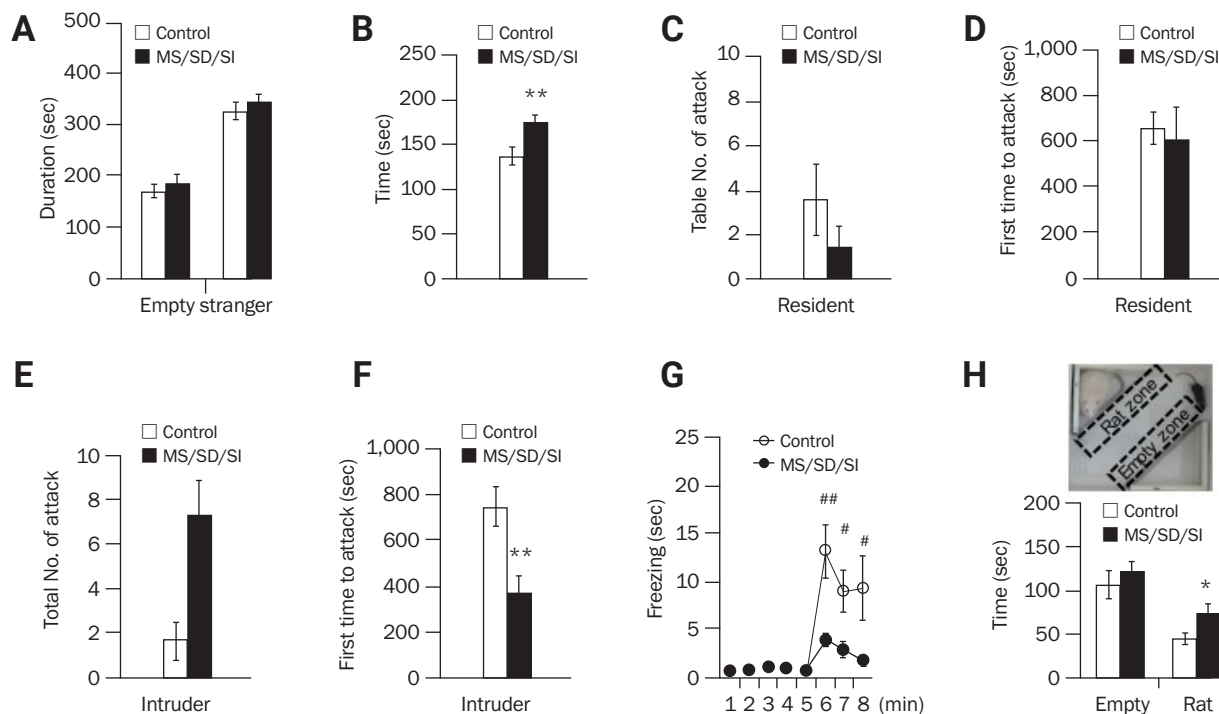 A
500
400
300
200
100
0
Duration (sec)
Control
MS/SD/SI
Empty stranger
B
250
200
150
100
50
0
Time (sec)
Control
MS/SD/SI
**
C
10
8
6
4
2
0
Table No. of attack
Control
MS/SD/SI
Resident
D
1,000
800
600
400
200
0
First time to attack (sec)
Control
MS/SD/SI
Resident
E
10
8
6
4
2
0
Total No. of attack
Control
MS/SD/SI
Intruder
F
1,000
800
600
400
200
0
First time to attack (sec)
Control
MS/SD/SI
**
Intruder
G
25
20
15
10
5
0
Freezing (sec)
Control
MS/SD/SI
##
#
#
1 2 3 4 5 6 7 8 (min)
H
Rat zone
Empty zone
200
150
100
50
0
Time (sec)
Control
MS/SD/SI
*
Empty Rat